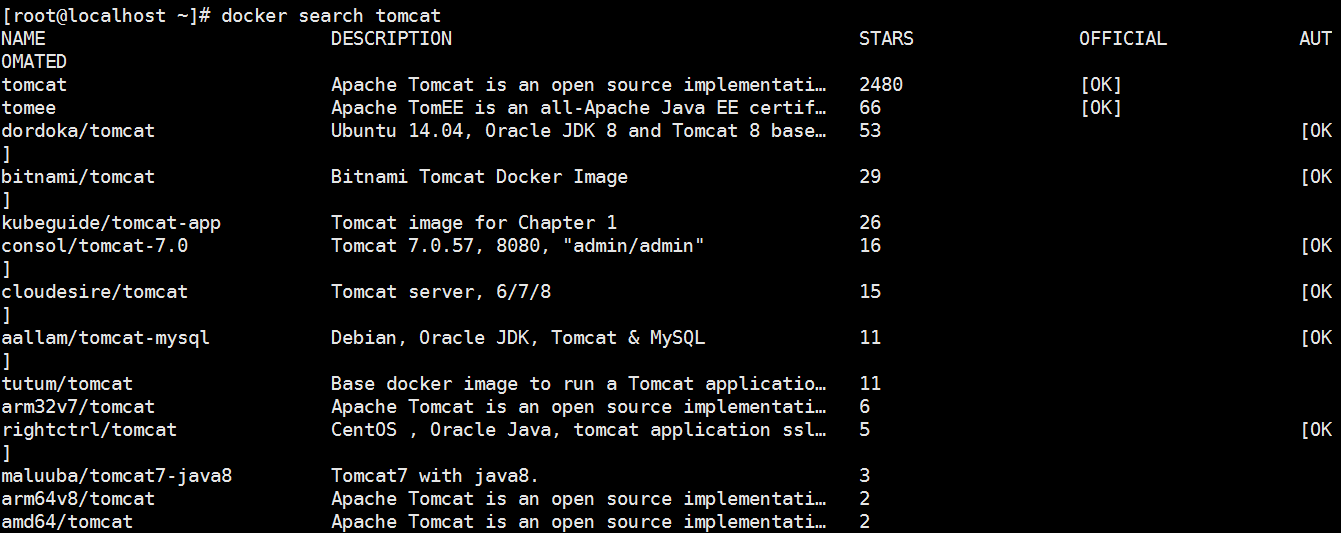 [root@localhost ~]# docker search tomcat
NAME DESCRIPTION STARS OFFICIAL AUT
OMATED
tomcat Apache Tomcat is an open source implementati… 2480 [OK]
tomee Apache TomEE is an all-Apache Java EE certif… 66 [OK]
dordoka/tomcat Ubuntu 14.04, Oracle JDK 8 and Tomcat 8 base… 53 [OK
]
bitnami/tomcat Bitnami Tomcat Docker Image 29 [OK
]
kubeguide/tomcat-app Tomcat image for Chapter 1 26
consol/tomcat-7.0 Tomcat 7.0.57, 8080, "admin/admin" 16 [OK
]
cloudesire/tomcat Tomcat server, 6/7/8 15 [OK
]
aallam/tomcat-mysql Debian, Oracle JDK, Tomcat & MySQL 11 [OK
]
tutum/tomcat Base docker image to run a Tomcat applicatio… 11
arm32v7/tomcat Apache Tomcat is an open source implementati… 6
rightctrl/tomcat CentOS , Oracle Java, tomcat application ssl… 5 [OK
]
maluuba/tomcat7-java8 Tomcat7 with java8. 3
arm64v8/tomcat Apache Tomcat is an open source implementati… 2
amd64/tomcat Apache Tomcat is an open source implementati… 2